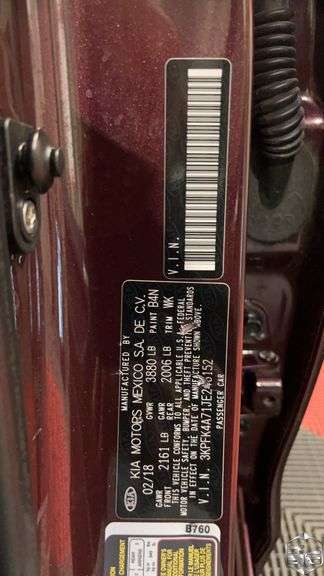 V.I.N.
MANUFACTURED BY
KIA MOTORS MEXICO S.A. DE C.V.
02/18 GVWR 3880 LB PAINT B4N
GAWR FRONT 2161 LB GAWR REAR 2006 LB TRIM WK
THIS VEHICLE CONFORMS TO ALL APPLICABLE U.S.A. FEDERAL
MOTOR VEHICLE SAFETY, BUMPER, AND THEFT PREVENTION STANDARDS
IN EFFECT ON THE DATE OF MANUFACTURE SHOWN ABOVE.
V.I.N.
PASSENGER CAR
KIA
B760
CHARGEMENT